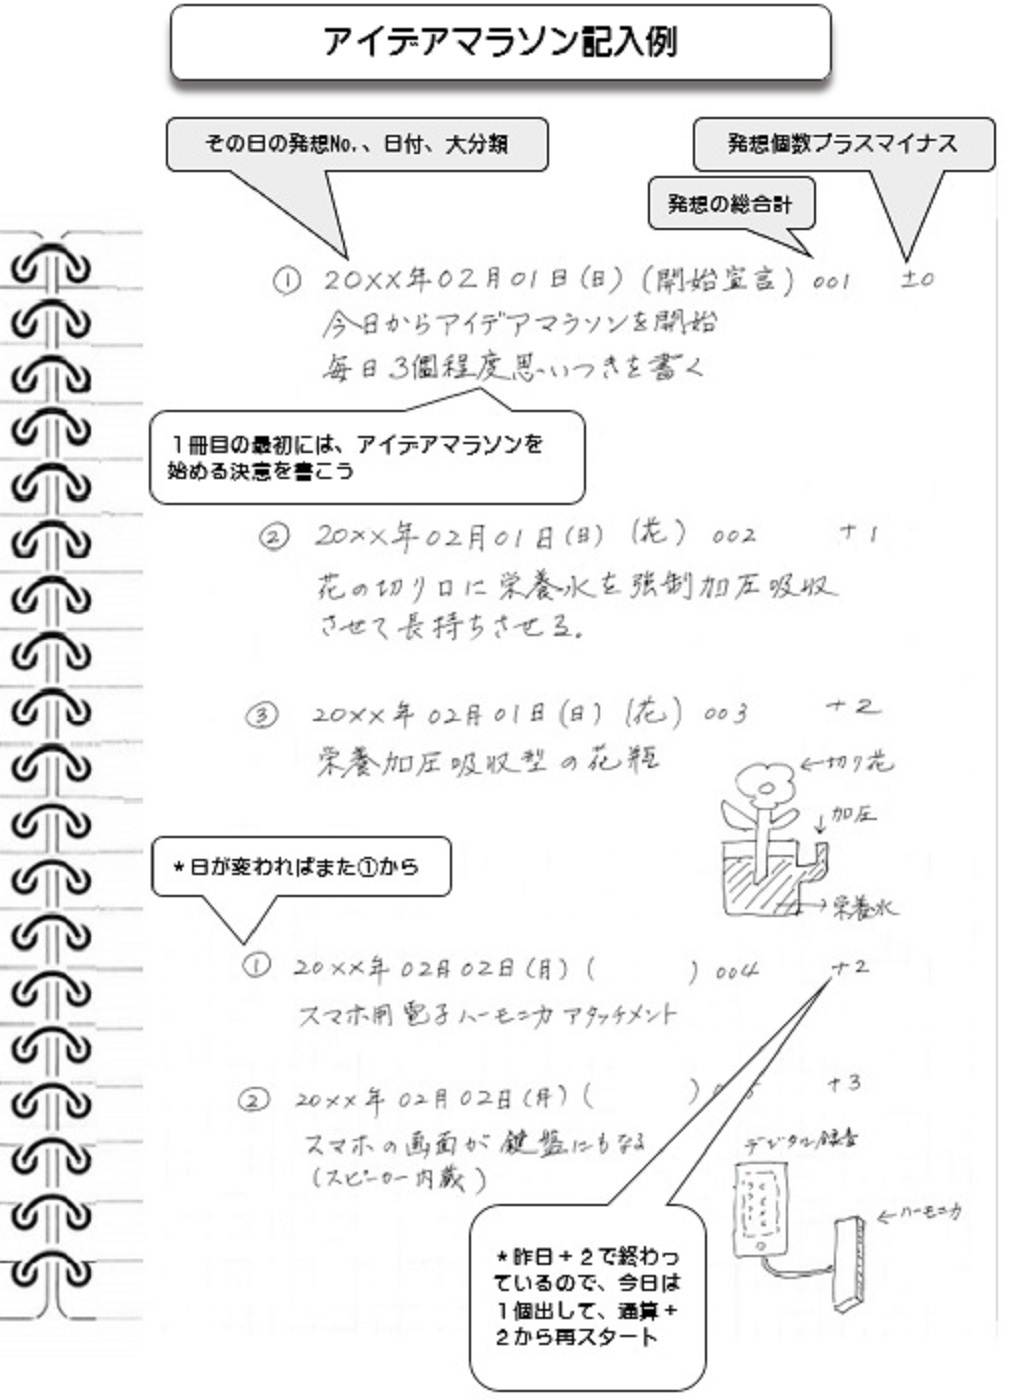 アイデアマラソン記入例
その日の発想No.、日付、大分類
発想個数プラスマイナス
発想の総合計
① 20XX年02月01日(日)(開始宣言) 001 ±0
今日からアイデアマラソンを開始
毎日3個程度思いつきを書く
1冊目の最初には、アイデアマラソンを
始める決意を書こう
② 20XX年02月01日(日)(花) 002 +1
花の切り口に栄養水を強制加圧吸収
させて長持ちさせる。
③ 20XX年02月01日(日)(花) 003 +2
栄養加圧吸収型の花瓶
←切り花
↓加圧
→栄養水
*日が変わればまた①から
① 20XX年02月02日(月)( ) 004 +2
スマホ用電子ハーモニカアタッチメント
② 20XX年02月02日(月)( ) +3
スマホの画面が鍵盤にもなる
(スピーカー内蔵)
デジタル録音
←ハーモニカ
*昨日+2で終わっ
ているので、今日は
1個出して、通算+
2から再スタート